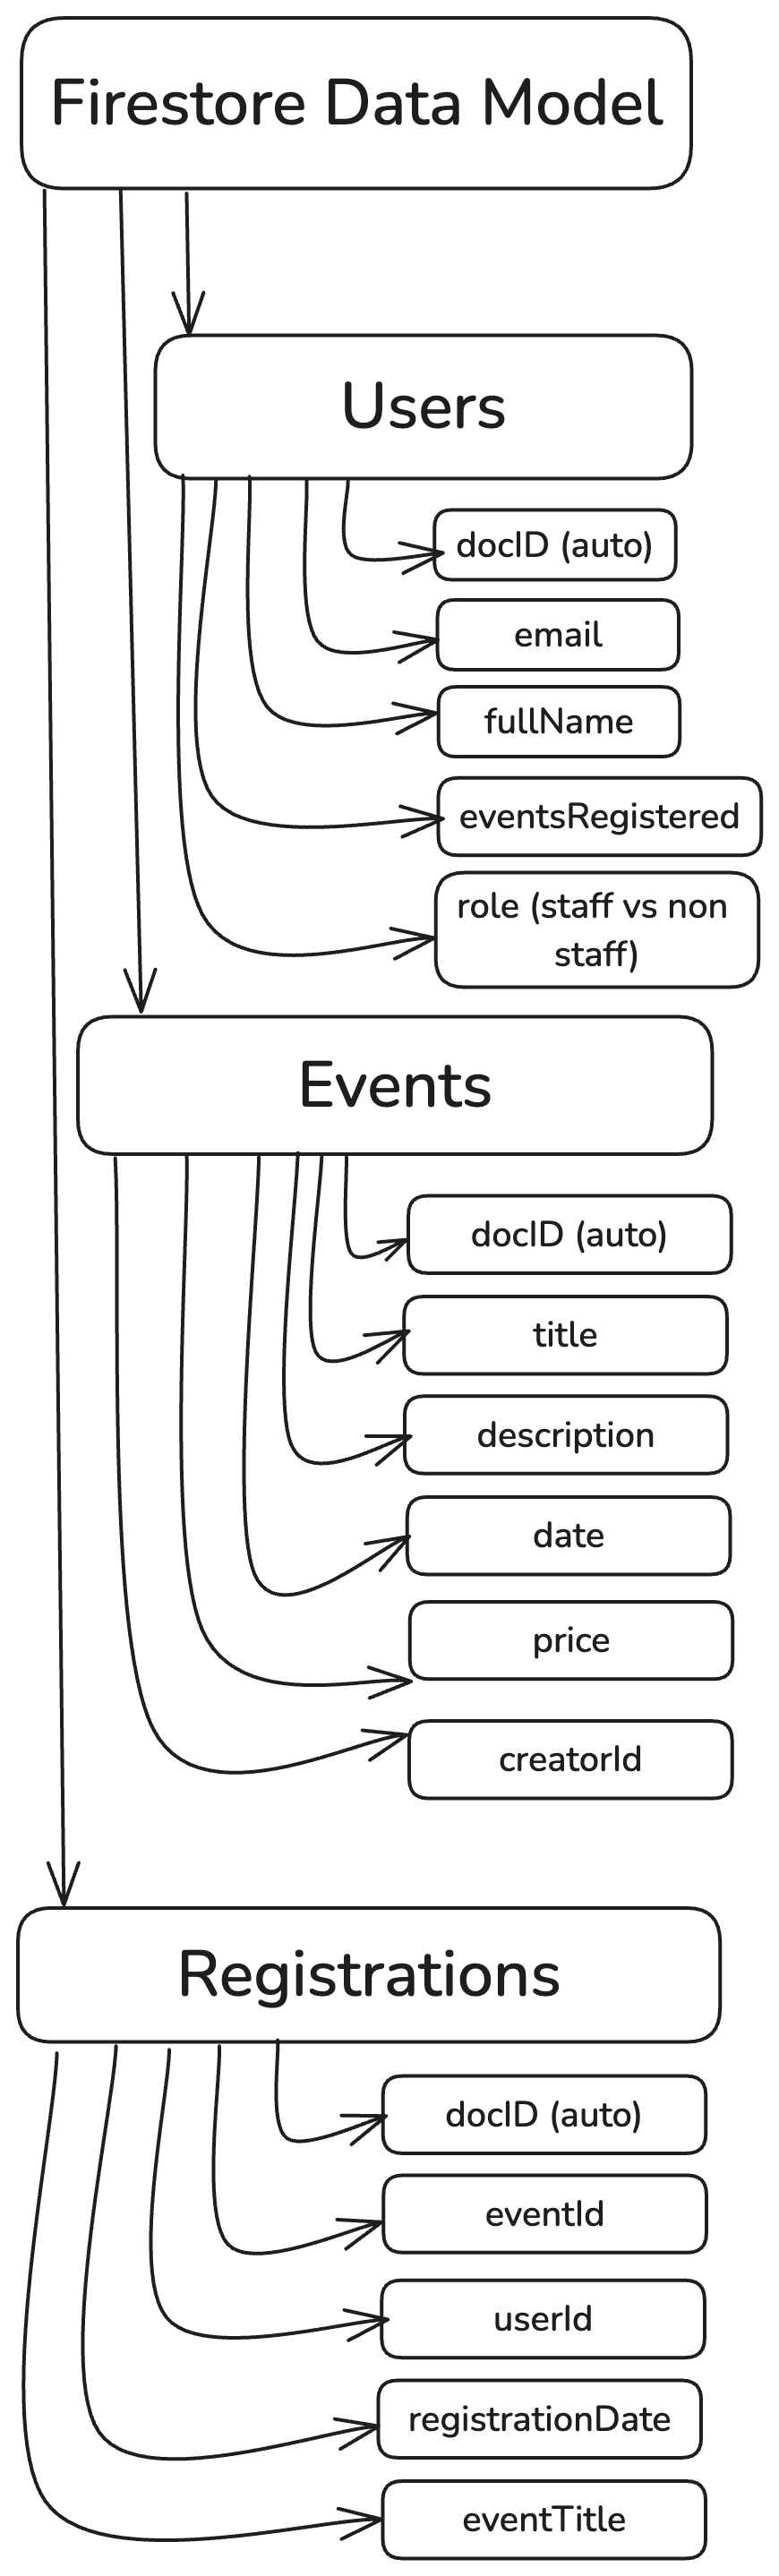 Firestore Data Model
Users
docID (auto)
email
fullName
eventsRegistered
role (staff vs non
staff)
Events
docID (auto)
title
description
date
price
creatorId
Registrations
docID (auto)
eventId
userId
registrationDate
eventTitle